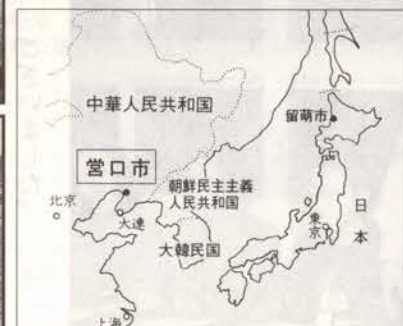 中華人民共和国
留萌市
営口市
北京
大連
朝鮮民主主義
人民共和国
大韓民国
東京
日本
上海